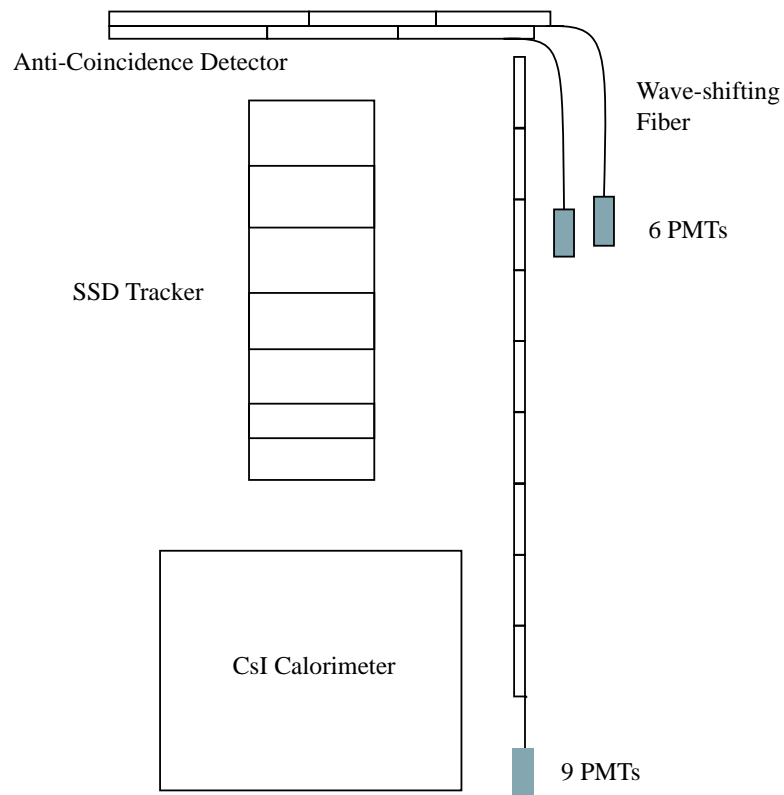 Anti-Coincidence Detector
Wave-shifting
Fiber
6 PMTs
SSD Tracker
CsI Calorimeter
9 PMTs